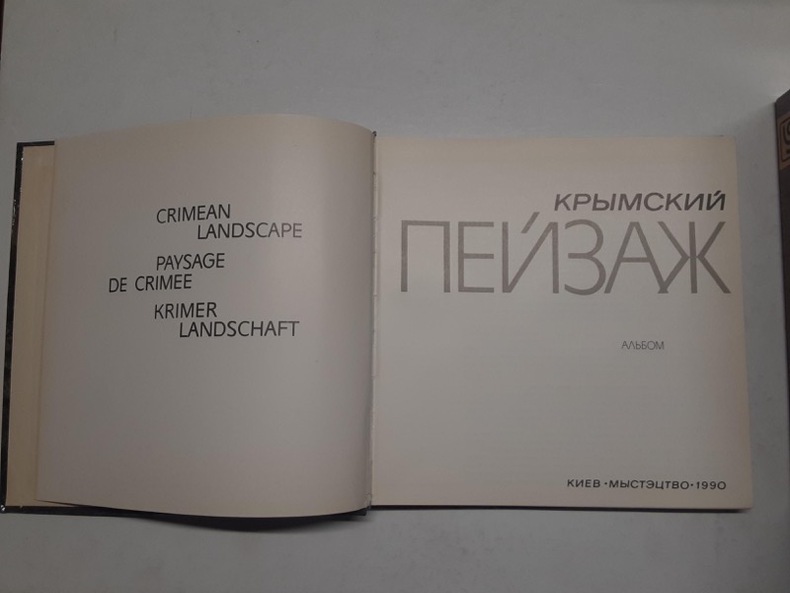 CRIMEAN
LANDSCAPE
PAYSAGE
DE CRIMEE
KRIMER
LANDSCHAFT
КРЫМСКИЙ
ПЕЙЗАЖ
АЛЬБОМ
КИЕВ·МЫСТЭЦТВО·1990